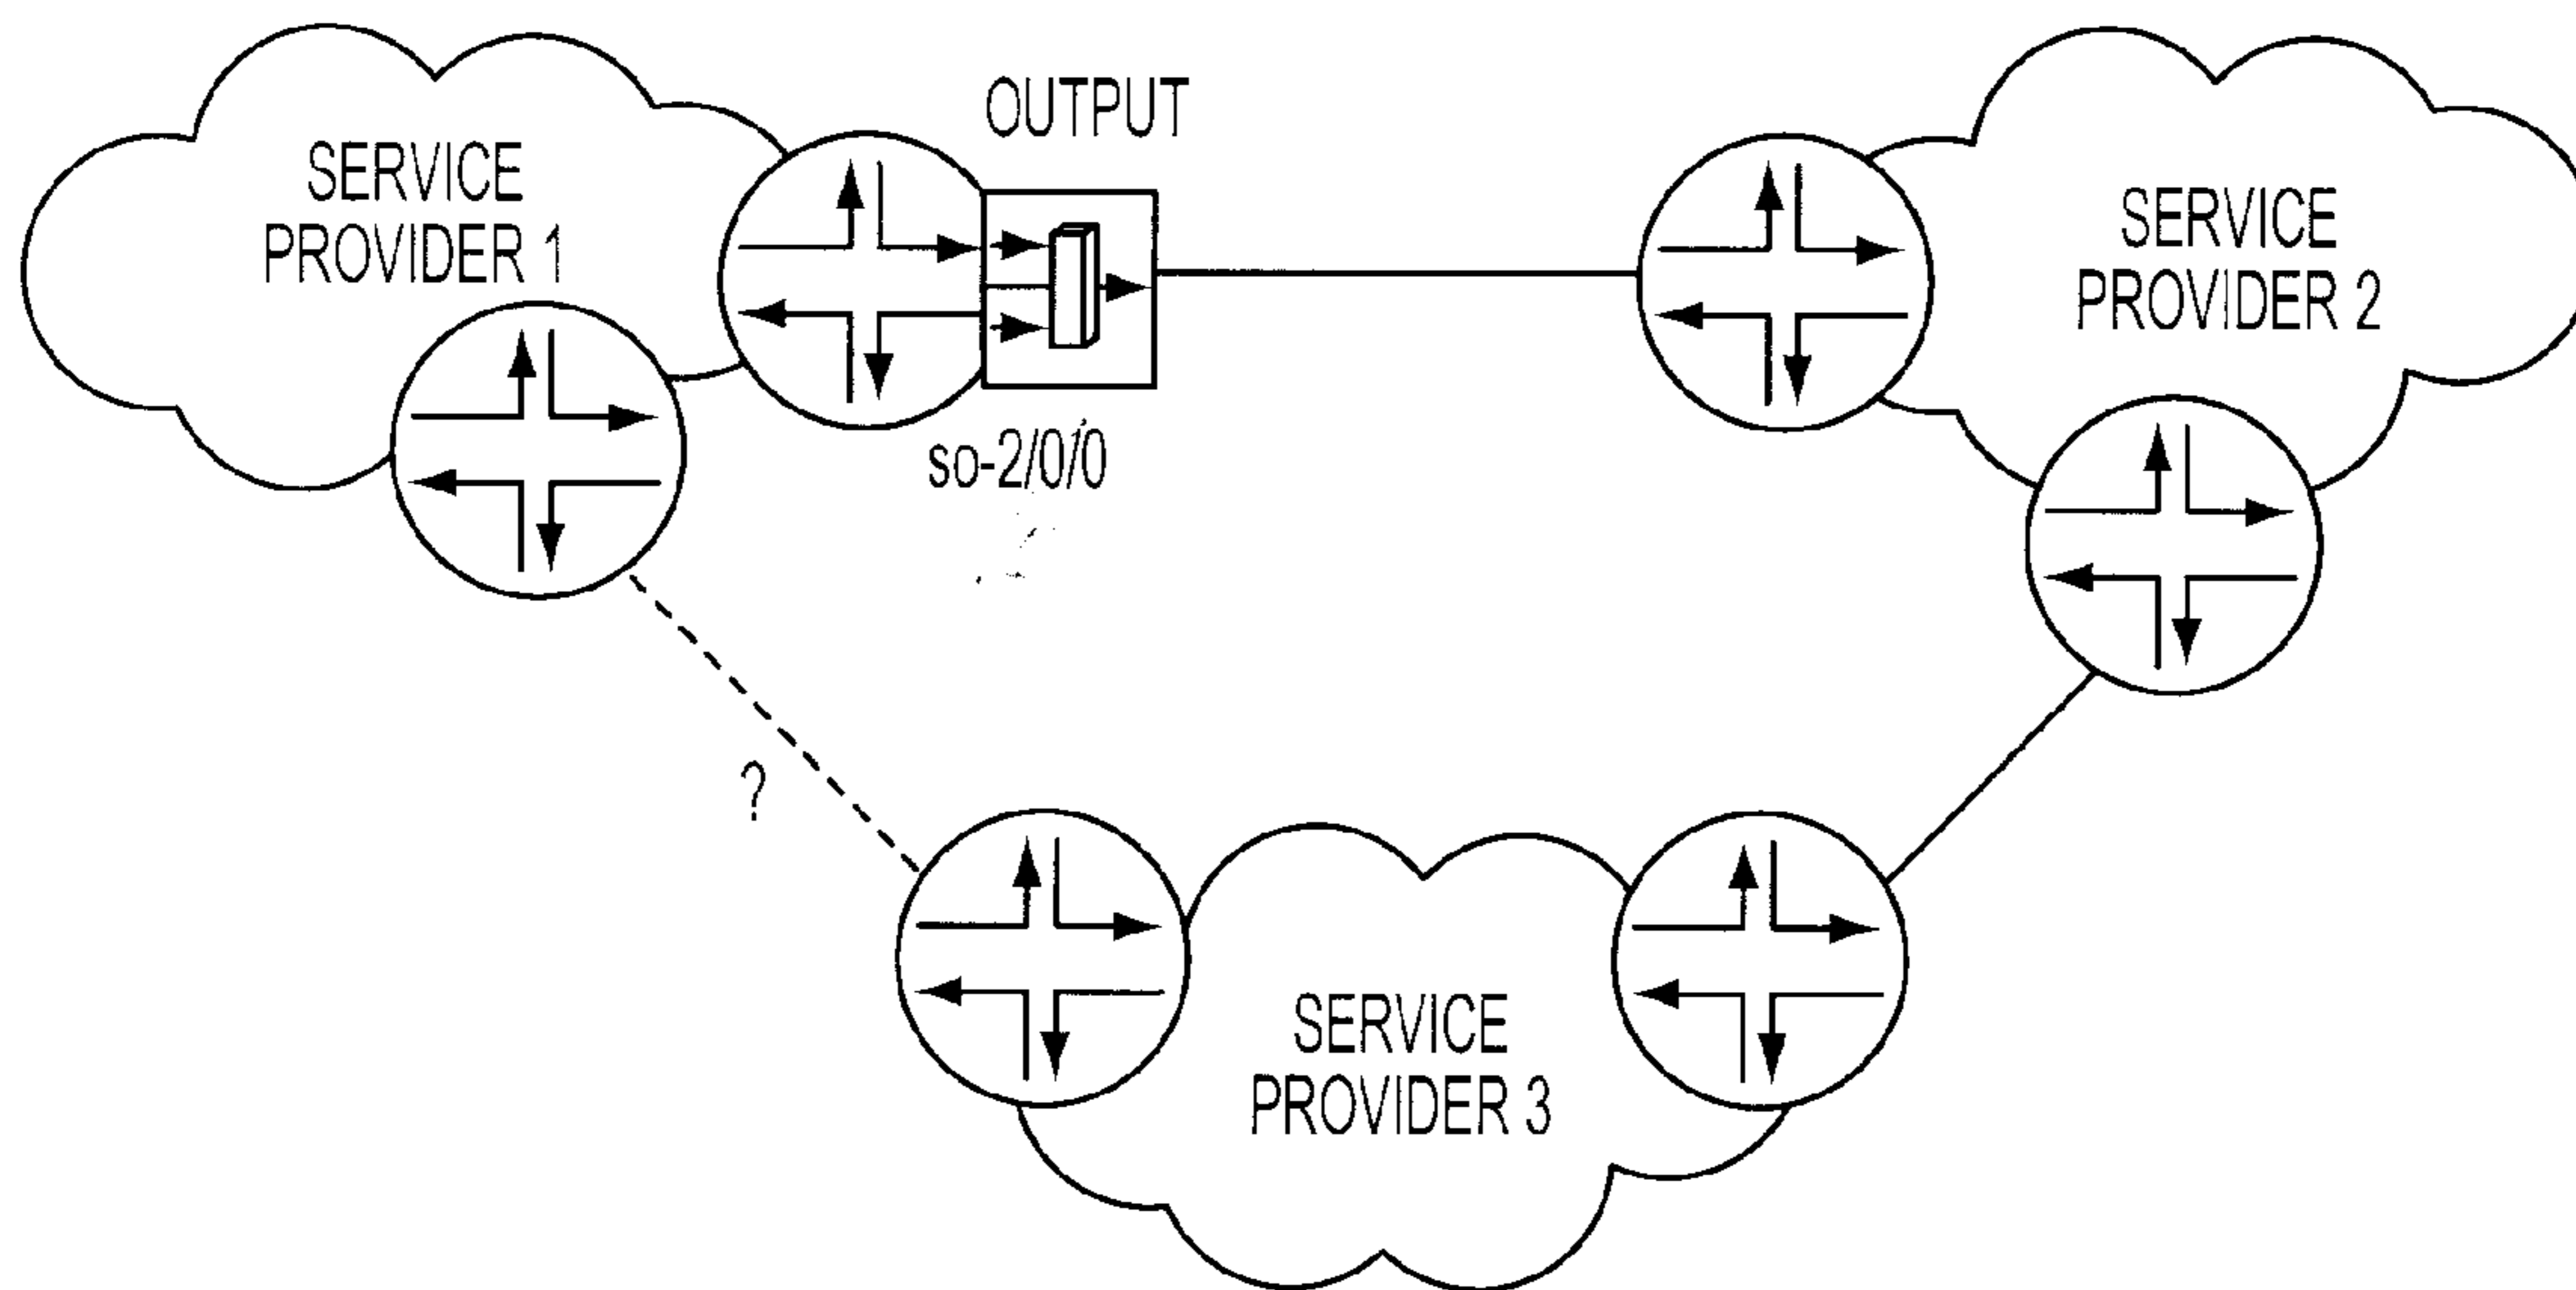 OUTPUT
SERVICE
PROVIDER 1
SERVICE
PROVIDER 2
so-2/0/0
?
SERVICE
PROVIDER 3